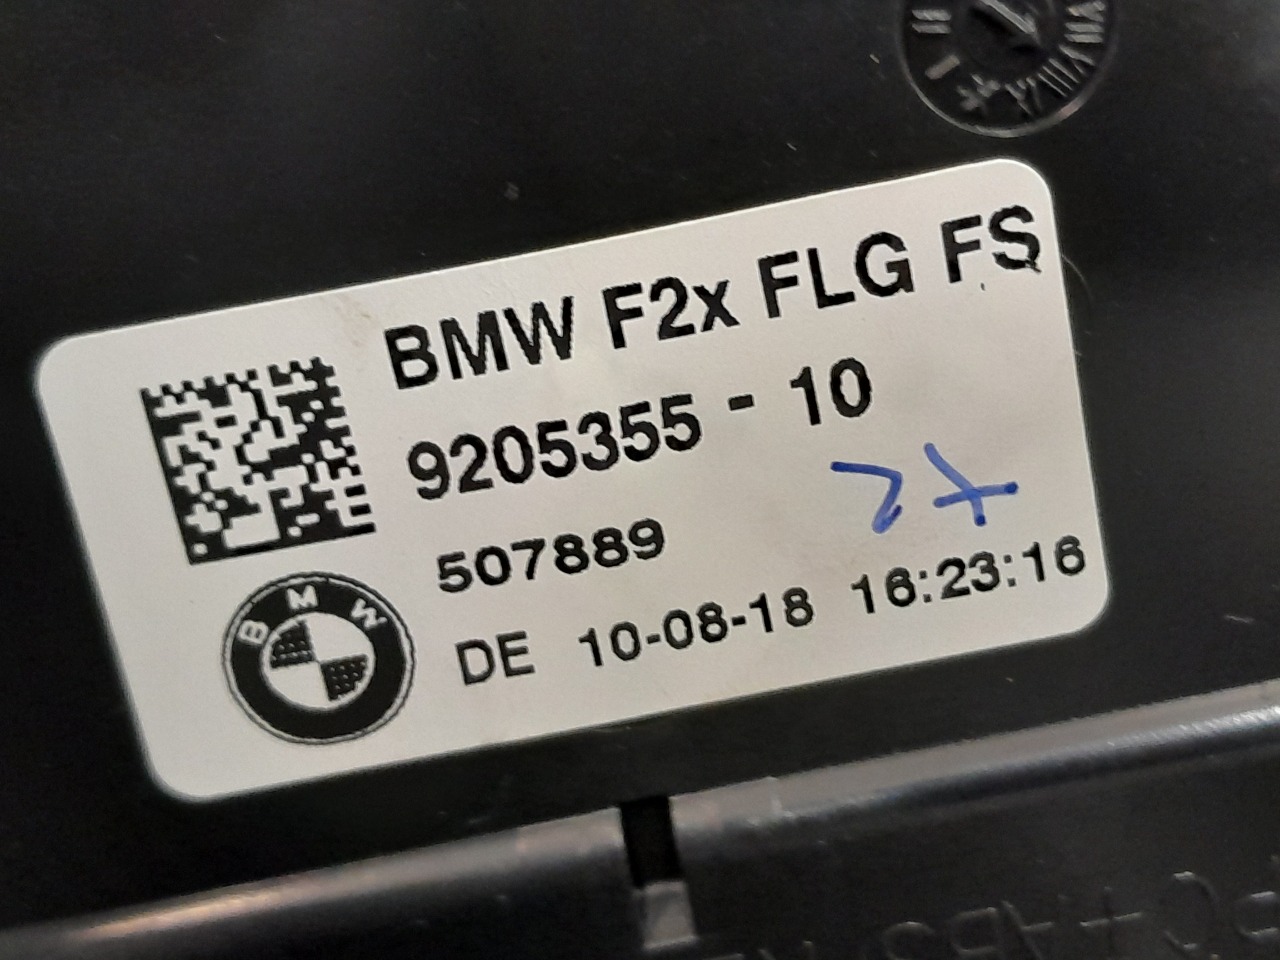 BMW F2x FLG FS
9205355 - 10
507889
DE 10-08-18 16:23:16
BMW